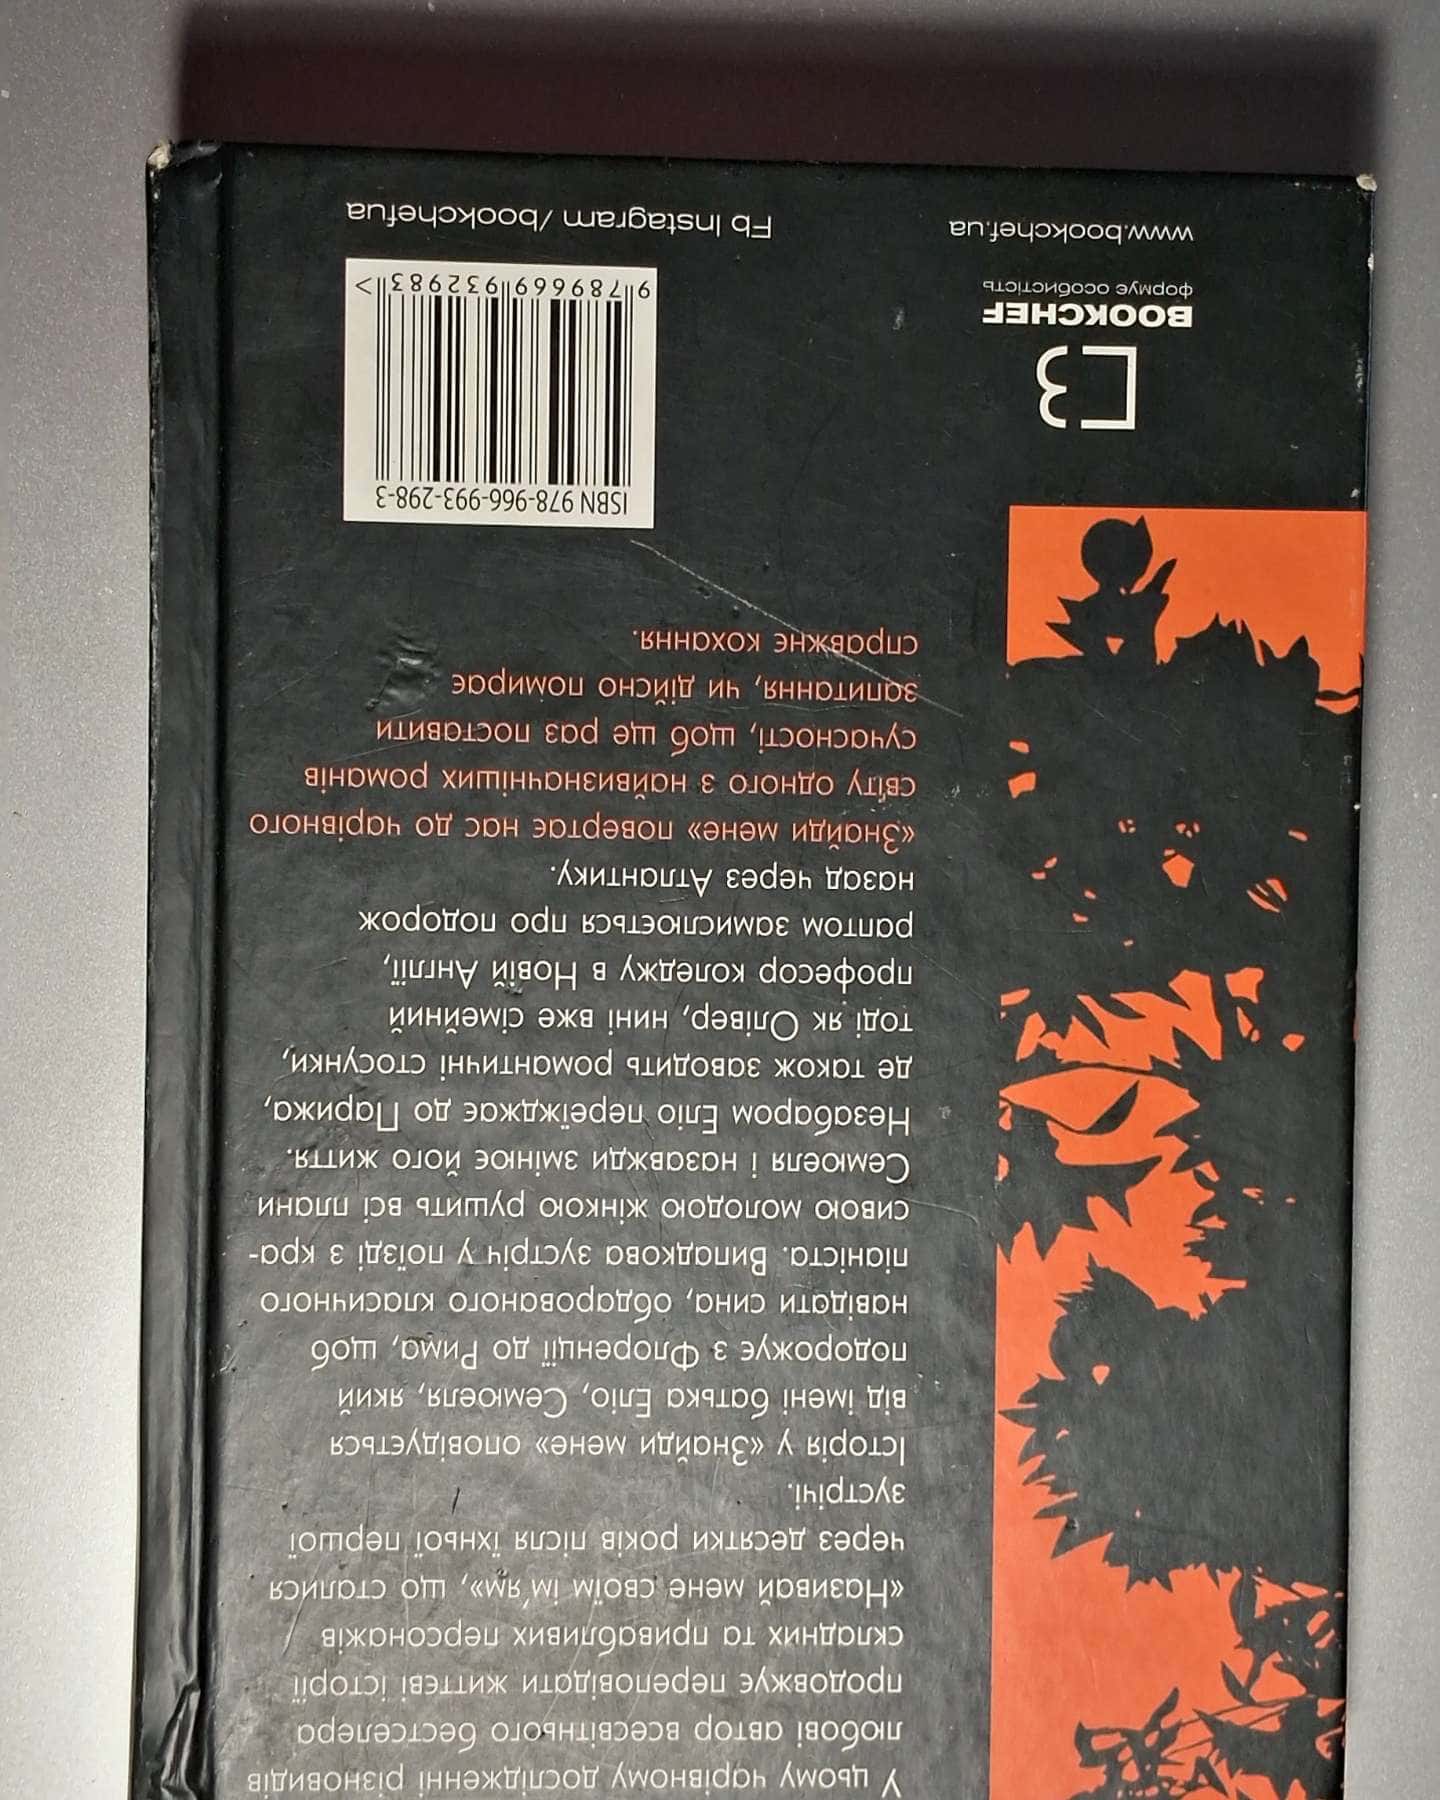 У цьому чарівному дослідженні різновидів
любові автор всесвітнього бестселера
продовжує переповідати життєві історії
складних та привабливих персонажів
«Називай мене своїм ім'ям», що сталися
через десятки років після їхньої першої
зустрічі.
Історія у «Знайди мене» оповідується
від імені батька Еліо, Семюеля, який
подорожує з Флоренції до Рима, щоб
навідати сина, обдарованого класичного
піаніста. Випадкова зустріч у поїзді з кра-
сивою молодою жінкою рушить всі плани
Семюеля і назавжди змінює його життя.
Незабаром Еліо переїжджає до Парижа,
де також заводить романтичні стосунки,
тоді як Олівер, нині вже сімейний
професор коледжу в Новій Англії,
раптом замислюється про подорож
назад через Атлантику.
«Знайди мене» повертає нас до чарівного
світу одного з найвизначніших романів
сучасності, щоб ще раз поставити
запитання, чи дійсно помирає
справжнє кохання.
ISBN 978-966-993-298-3
9 789669 932983 >
BOOKCHEF
формує особистість
www.bookchef.ua
Fb Instagram /bookchefua